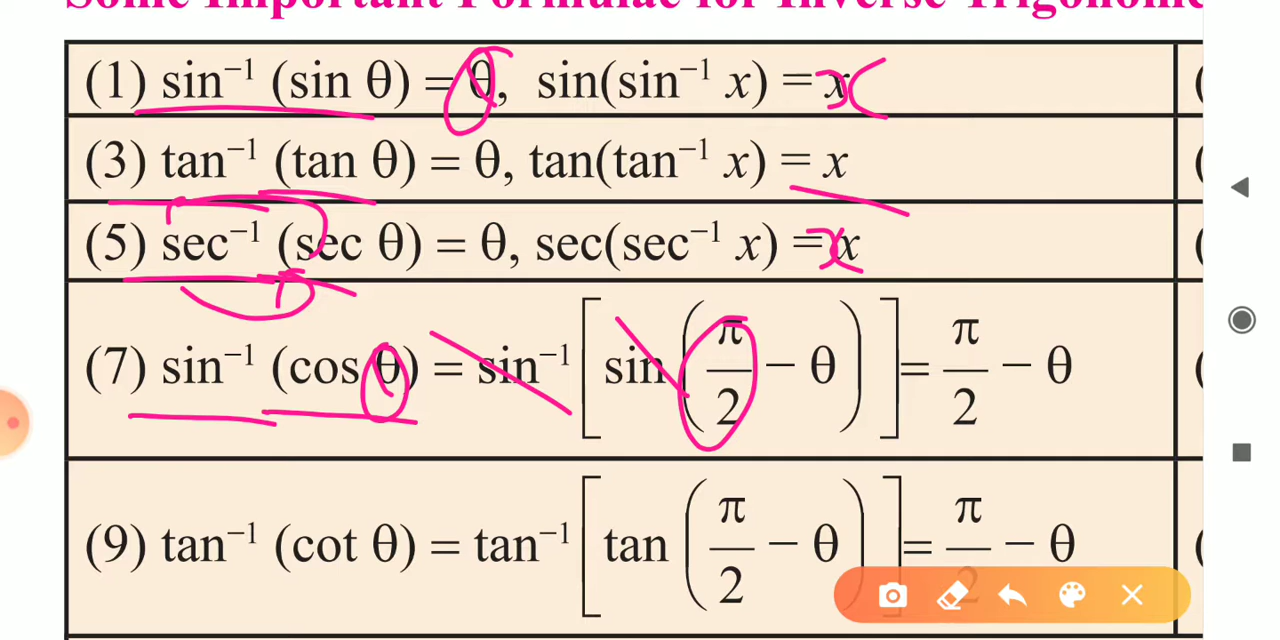 Some Important Formulae for Inverse Trigonome
(1) sin⁻¹ (sin θ) = θ, sin(sin⁻¹ x) = x
(3) tan⁻¹ (tan θ) = θ, tan(tan⁻¹ x) = x
(5) sec⁻¹ (sec θ) = θ, sec(sec⁻¹ x) = x
(7) sin⁻¹ (cos θ) = sin⁻¹ [sin (π/2 − θ)] = π/2 − θ
(9) tan⁻¹ (cot θ) = tan⁻¹ [tan (π/2 − θ)] = π/2 − θ